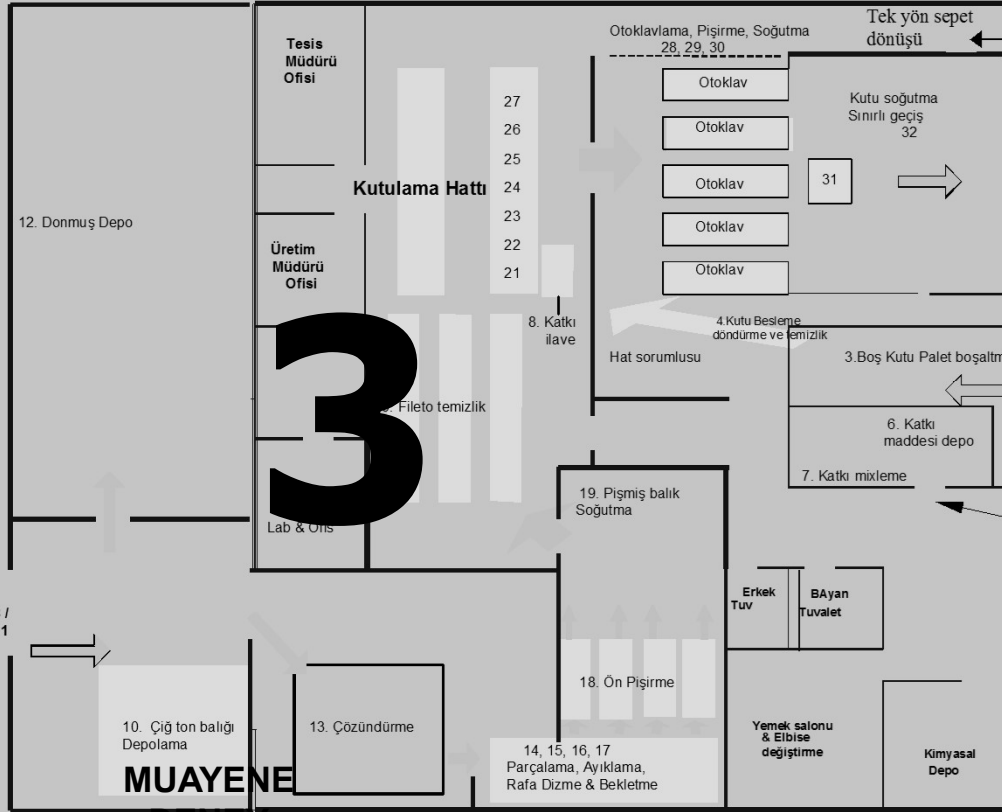 Tek yön sepet
dönüşü
Otoklavlama, Pişirme, Soğutma
28, 29, 30
Tesis
Müdürü
Ofisi
Otoklav
Otoklav
Otoklav
Otoklav
Otoklav
Kutu soğutma
Sınırlı geçiş
32
31
27
26
25
24
23
22
21
Kutulama Hattı
12. Donmuş Depo
Üretim
Müdürü
Ofisi
8. Katkı
ilave
4.Kutu Besleme
döndürme ve temizlik
Hat sorumlusu
3.Boş Kutu Palet
3
Fileto temizlik
6. Katkı
maddesi depo
7. Katkı mixleme
19. Pişmiş balık
Soğutma
Lab & Ofis
Erkek
Tuv
BAyan
Tuvalet
18. Ön Pişirme
10. Çiğ ton balığı
Depolama
13. Çözündürme
14, 15, 16, 17
Parçalama, Ayıklama,
Rafa Dizme & Bekletme
Yemek salonu
& Elbise
değiştirme
Kimyasal
Depo
MUAYENE